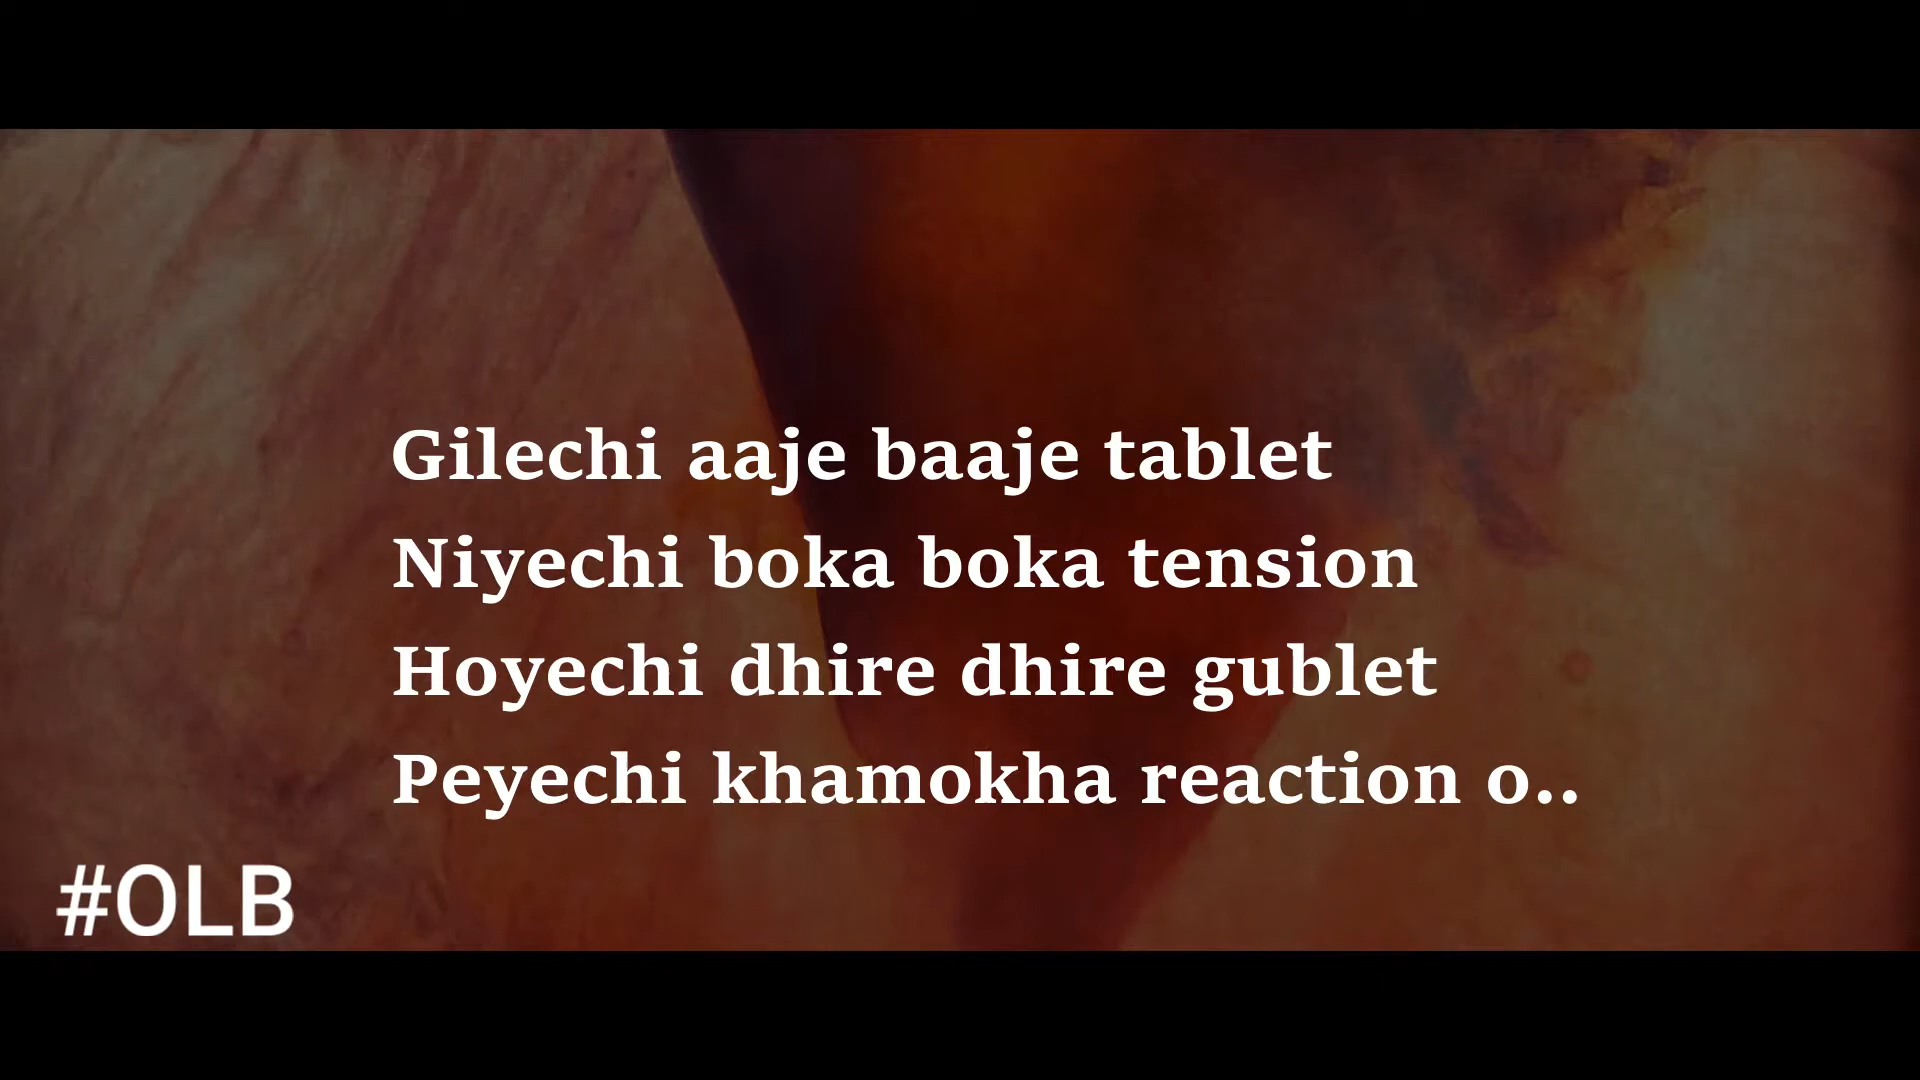 Gilechi aaje baaje tablet
Niyechi boka boka tension
Hoyechi dhire dhire gublet
Peyechi khamokha reaction o..
#OLB